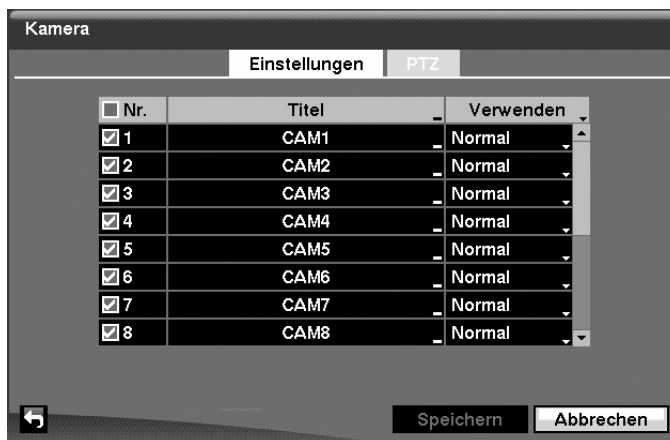 Kamera
Einstellungen PTZ
Nr. Titel Verwenden
1 CAM1 Normal
2 CAM2 Normal
3 CAM3 Normal
4 CAM4 Normal
5 CAM5 Normal
6 CAM6 Normal
7 CAM7 Normal
8 CAM8 Normal
Speichern Abbrechen